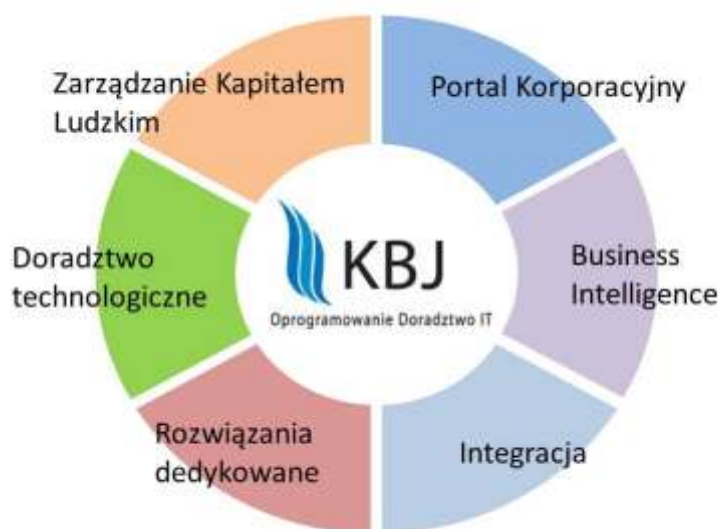 Zarządzanie Kapitałem
Ludzkim
Portal Korporacyjny
Doradztwo
technologiczne
KBJ
Oprogramowanie Doradztwo IT
Business
Intelligence
Rozwiązania
dedykowane
Integracja